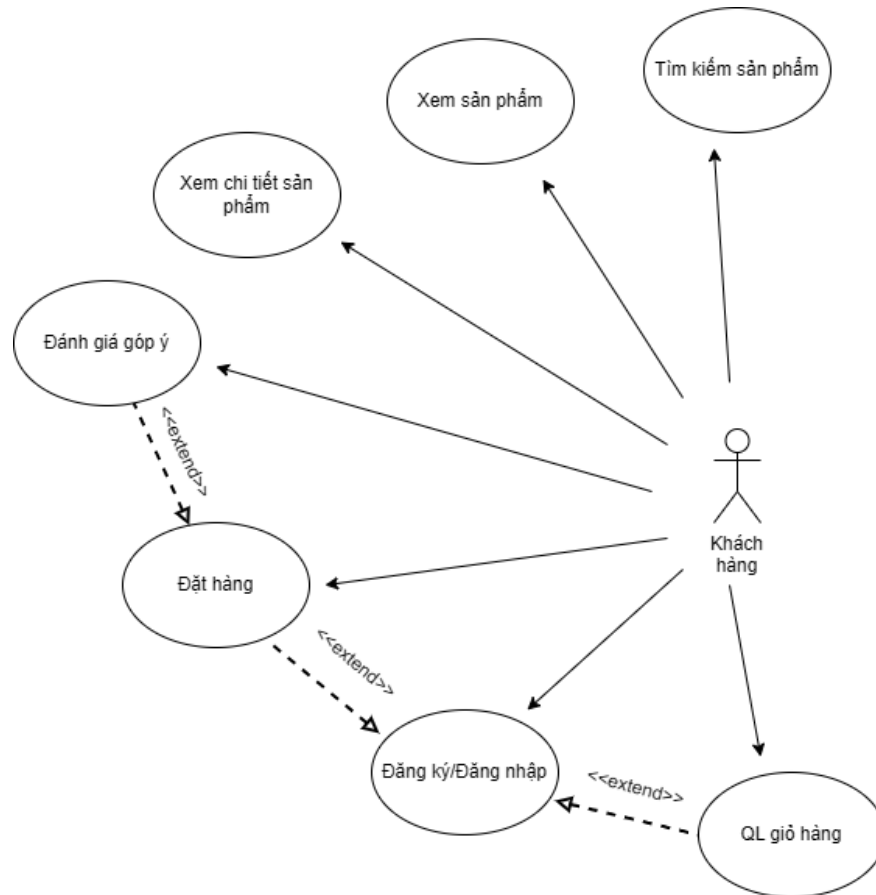 Tìm kiếm sản phẩm
Xem sản phẩm
Xem chi tiết sản
phẩm
Đánh giá góp ý
<<extend>>
Khách
hàng
Đặt hàng
<<extend>>
Đăng ký/Đăng nhập
<<extend>>
QL giỏ hàng